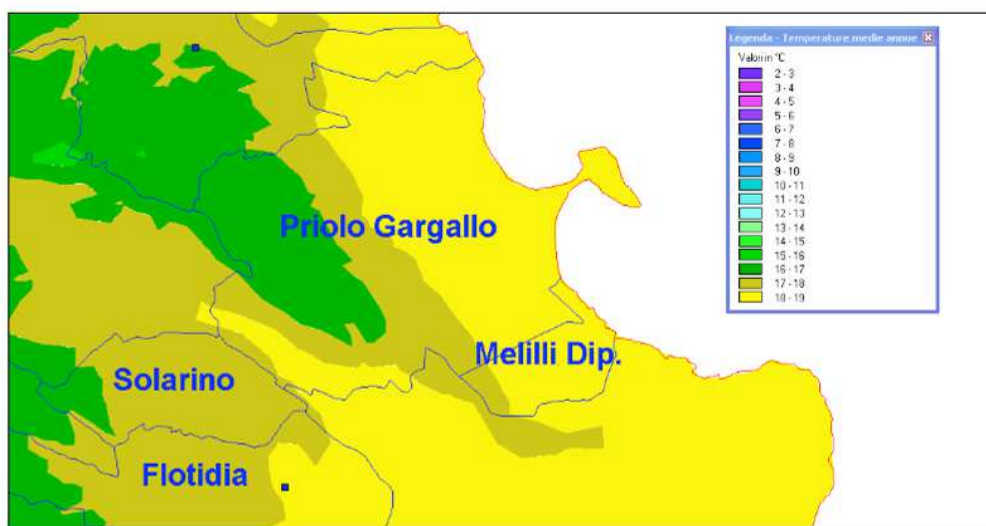 Legenda - Temperature medie annue
Valori in °C
2 - 3
3 - 4
4 - 5
5 - 6
6 - 7
7 - 8
8 - 9
9 - 10
10 - 11
11 - 12
12 - 13
13 - 14
14 - 15
15 - 16
16 - 17
17 - 18
18 - 19
Priolo Gargallo
Melilli Dip.
Solarino
Flotidia